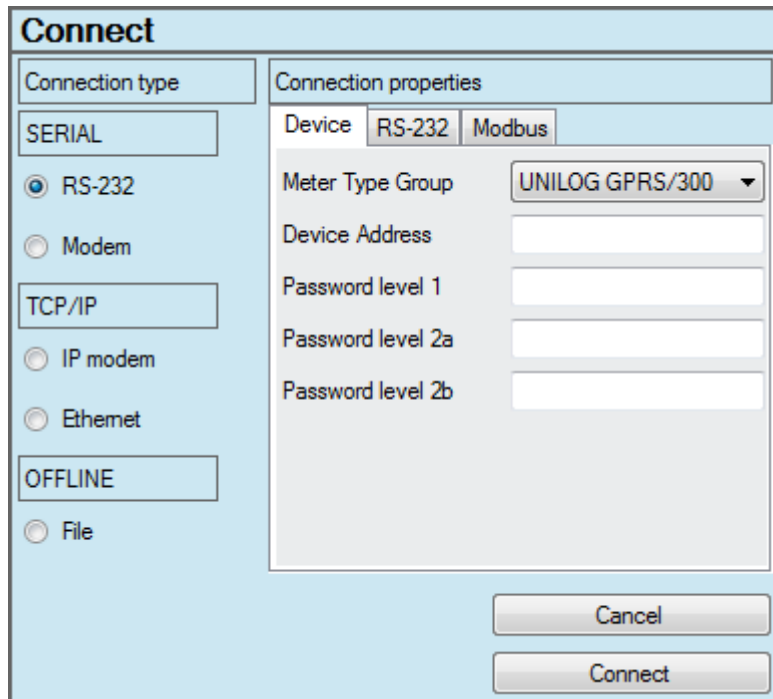 Connect
Connection type
SERIAL
RS-232
Modem
TCP/IP
IP modem
Ethernet
OFFLINE
File
Connection properties
Device RS-232 Modbus
Meter Type Group UNILOG GPRS/300
Device Address
Password level 1
Password level 2a
Password level 2b
Cancel
Connect